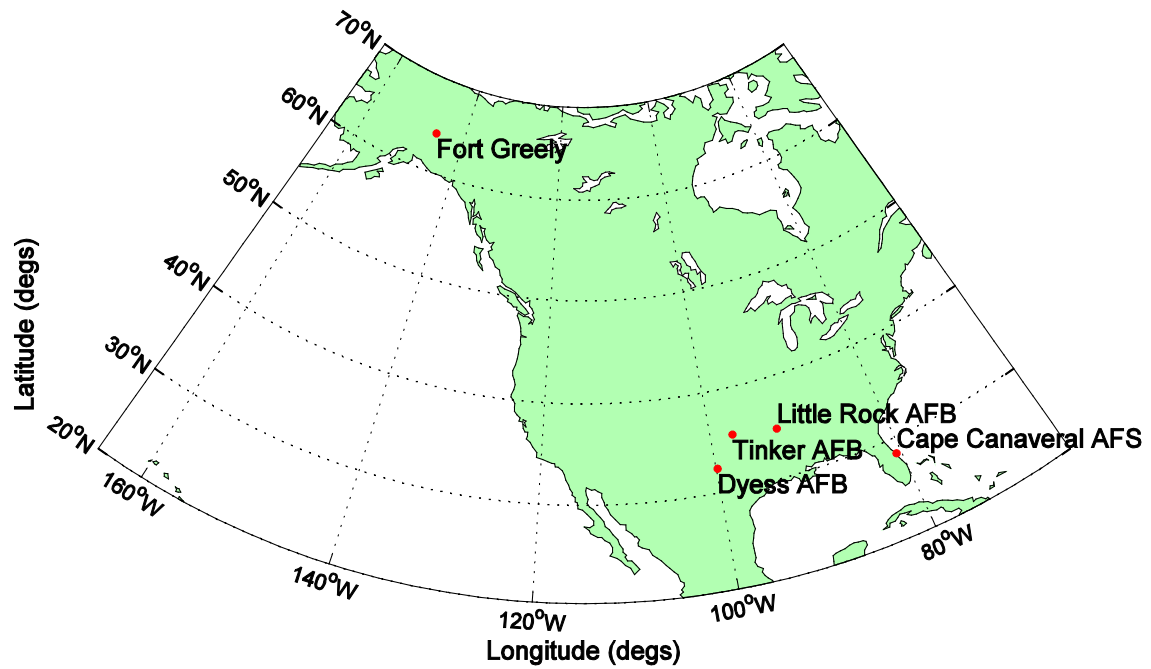 70°N
60°N
Fort Greely
50°N
40°N
30°N
Latitude (degs)
Little Rock AFB
20°N
Cape Canaveral AFS
Tinker AFB
Dyess AFB
160°W
140°W
120°W
100°W
80°W
Longitude (degs)